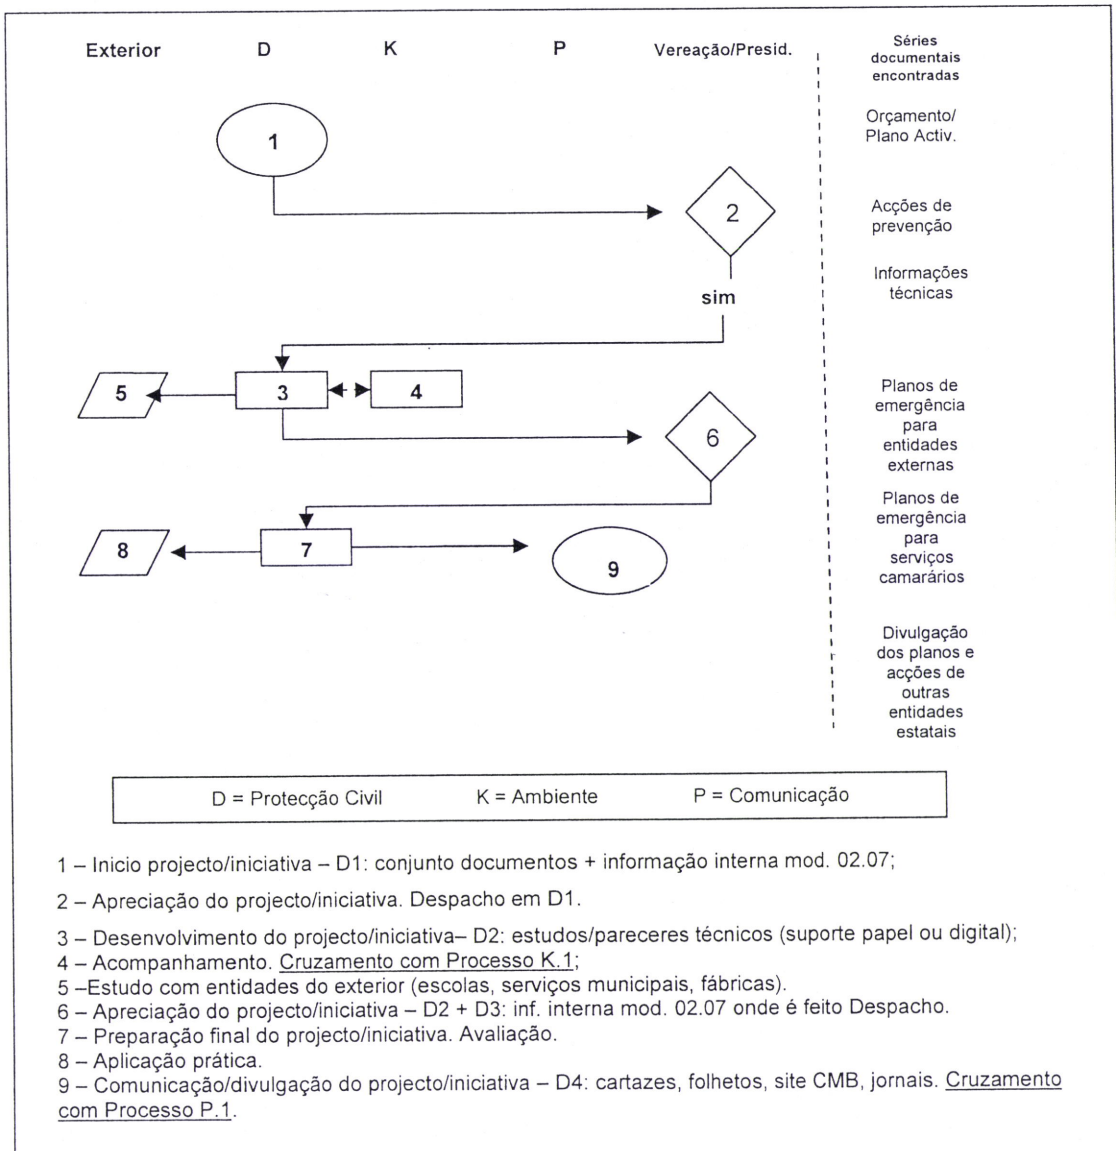 Exterior D K P Vereação/Presid.
Séries
documentais
encontradas
Orçamento/
Plano Activ.
1
2
Acções de
prevenção
Informações
técnicas
sim
5
3
4
6
Planos de
emergência
para
entidades
externas
Planos de
emergência
para
serviços
camarários
8
7
9
Divulgação
dos planos e
acções de
outras
entidades
estatais
D = Protecção Civil K = Ambiente P = Comunicação
1 – Inicio projecto/iniciativa – D1: conjunto documentos + informação interna mod. 02.07;
2 – Apreciação do projecto/iniciativa. Despacho em D1.
3 – Desenvolvimento do projecto/iniciativa– D2: estudos/pareceres técnicos (suporte papel ou digital);
4 – Acompanhamento. Cruzamento com Processo K.1;
5 –Estudo com entidades do exterior (escolas, serviços municipais, fábricas).
6 – Apreciação do projecto/iniciativa – D2 + D3: inf. interna mod. 02.07 onde é feito Despacho.
7 – Preparação final do projecto/iniciativa. Avaliação.
8 – Aplicação prática.
9 – Comunicação/divulgação do projecto/iniciativa – D4: cartazes, folhetos, site CMB, jornais. Cruzamento
com Processo P.1.